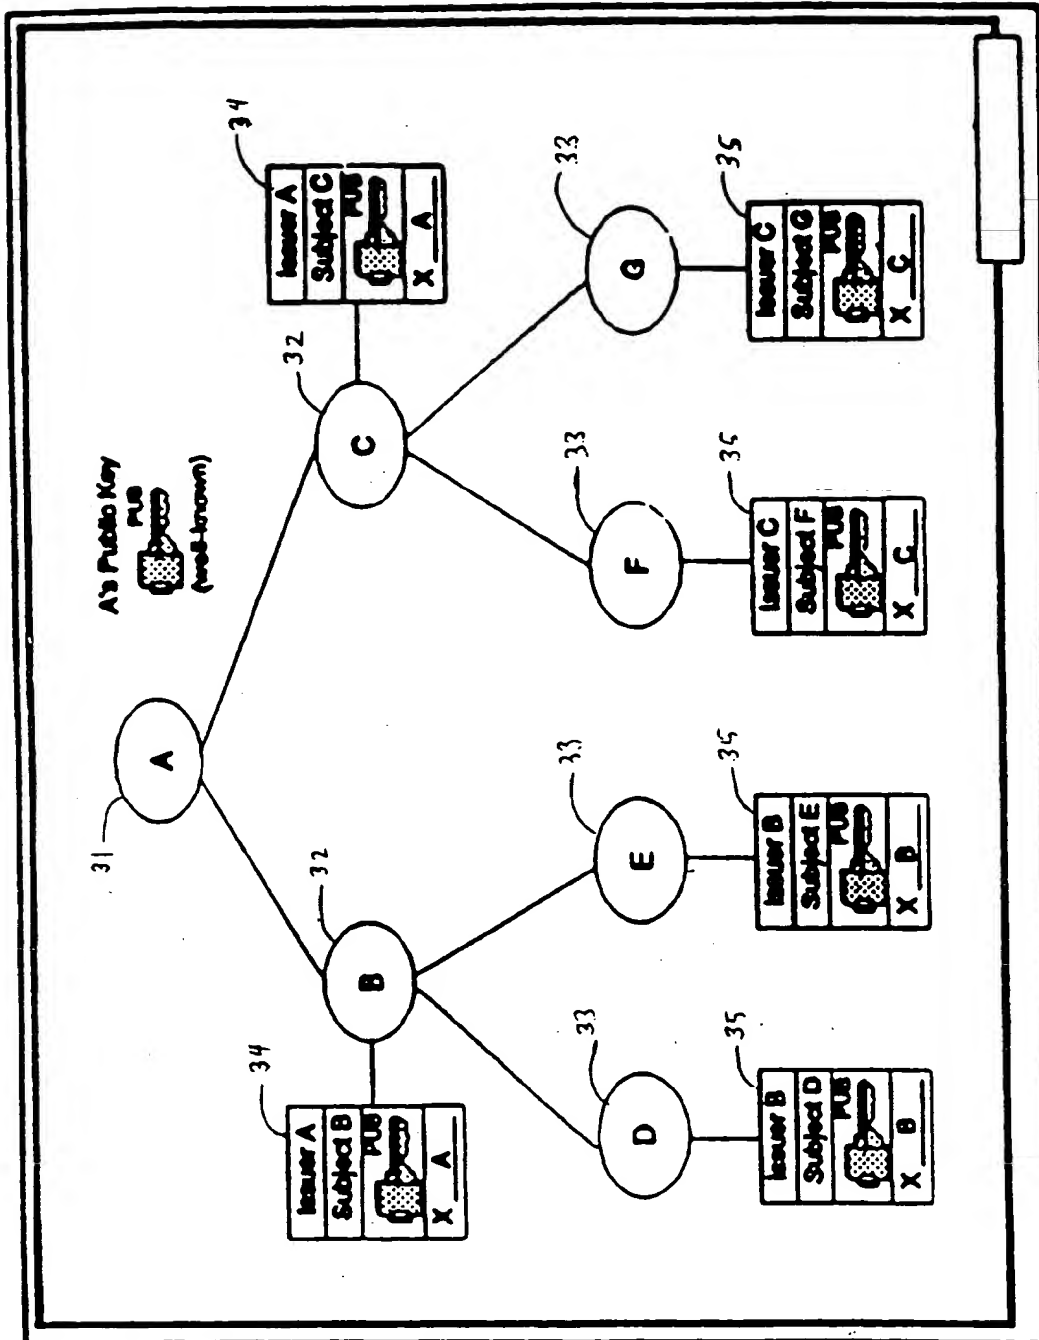 A's Public Key
PUB
(well-known)
31
A
34
Issuer A
Subject B
PUB
X A
32
B
32
C
34
Issuer A
Subject C
PUB
X A
33
D
33
E
33
F
33
G
35
Issuer B
Subject D
PUB
X B
35
Issuer B
Subject E
PUB
X B
35
Issuer C
Subject F
PUB
X C
35
Issuer C
Subject G
PUB
X C